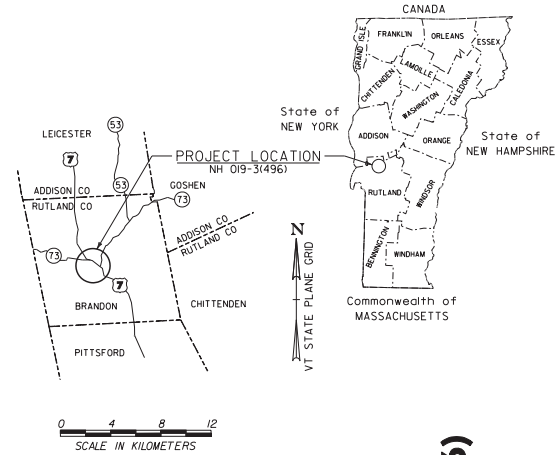 CANADA
GRAND ISLE
FRANKLIN
ORLEANS
ESSEX
LAMOILLE
CHITTENDEN
CALEDONIA
WASHINGTON
State of
NEW YORK
ADDISON
ORANGE
State of
NEW HAMPSHIRE
RUTLAND
WINDSOR
BENNINGTON
WINDHAM
Commonwealth of
MASSACHUSETTS
PROJECT LOCATION
NH 019-3(496)
LEICESTER
53
7
53
GOSHEN
73
ADDISON CO
RUTLAND CO
ADDISON CO
RUTLAND CO
73
7
BRANDON
CHITTENDEN
PITTSFORD
N
VT STATE PLANE GRID
0 4 8 12
SCALE IN KILOMETERS